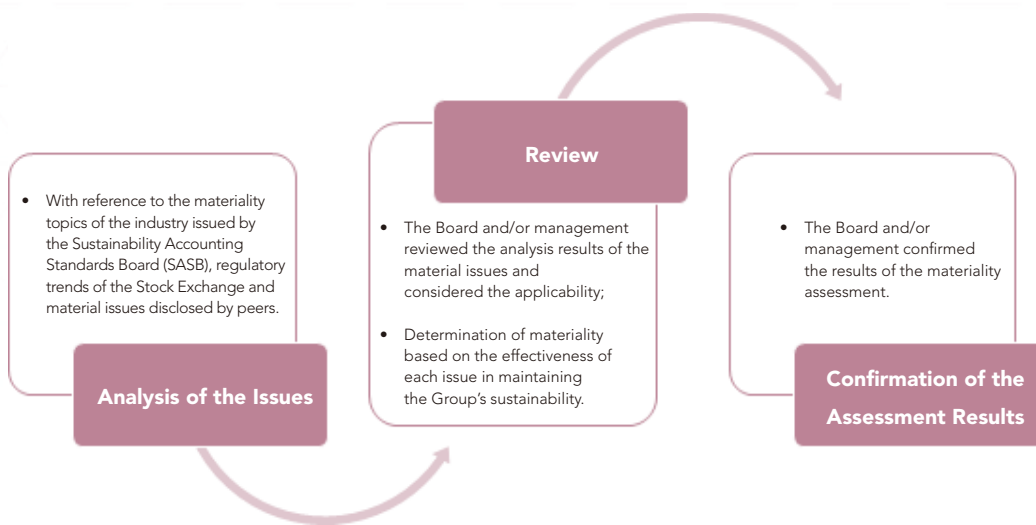 • With reference to the materiality
topics of the industry issued by
the Sustainability Accounting
Standards Board (SASB), regulatory
trends of the Stock Exchange and
material issues disclosed by peers.
Analysis of the Issues
Review
• The Board and/or management
reviewed the analysis results of the
material issues and
considered the applicability;
• Determination of materiality
based on the effectiveness of
each issue in maintaining
the Group’s sustainability.
• The Board and/or
management confirmed
the results of the materiality
assessment.
Confirmation of the
Assessment Results